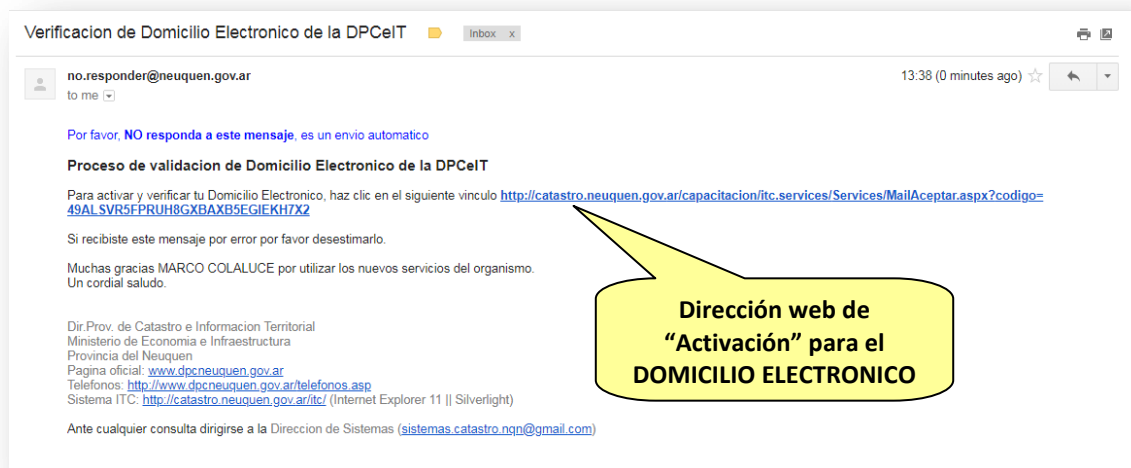 Verificacion de Domicilio Electronico de la DPCeIT Inbox x
no.responder@neuquen.gov.ar 13:38 (0 minutes ago)
to me
Por favor, NO responda a este mensaje, es un envio automatico
Proceso de validacion de Domicilio Electronico de la DPCeIT
Para activar y verificar tu Domicilio Electronico, haz clic en el siguiente vinculo http://catastro.neuquen.gov.ar/capacitacion/itc.services/Services/MailAceptar.aspx?codigo=
49ALSVR5FPRUH8GXBAXB5EGIEKH7X2
Si recibiste este mensaje por error por favor desestimarlo.
Muchas gracias MARCO COLALUCE por utilizar los nuevos servicios del organismo.
Un cordial saludo.
Dirección web de
“Activación” para el
DOMICILIO ELECTRONICO
Dir.Prov. de Catastro e Informacion Territorial
Ministerio de Economia e Infraestructura
Provincia del Neuquen
Pagina oficial: www.dpcneuquen.gov.ar
Telefonos: http://www.dpcneuquen.gov.ar/telefonos.asp
Sistema ITC: http://catastro.neuquen.gov.ar/itc/ (Internet Explorer 11 || Silverlight)
Ante cualquier consulta dirigirse a la Direccion de Sistemas (sistemas.catastro.nqn@gmail.com)